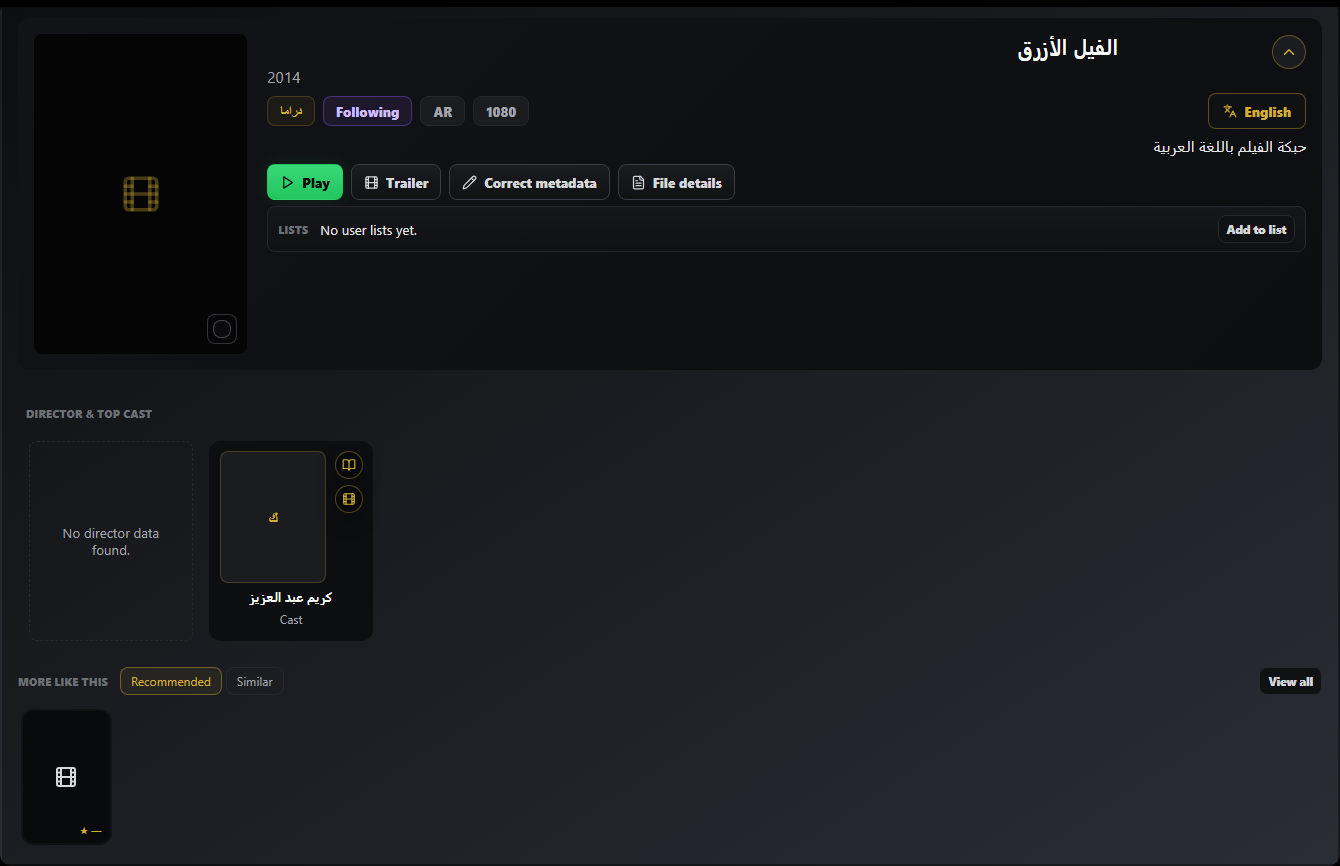 الفيل الأزرق
2014
دراما Following AR 1080
English
حبكة الفيلم باللغة العربية
Play Trailer Correct metadata File details
LISTS No user lists yet. Add to list
DIRECTOR & TOP CAST
No director data
found.
ك
كريم عبد العزيز
Cast
MORE LIKE THIS Recommended Similar View all
★ —